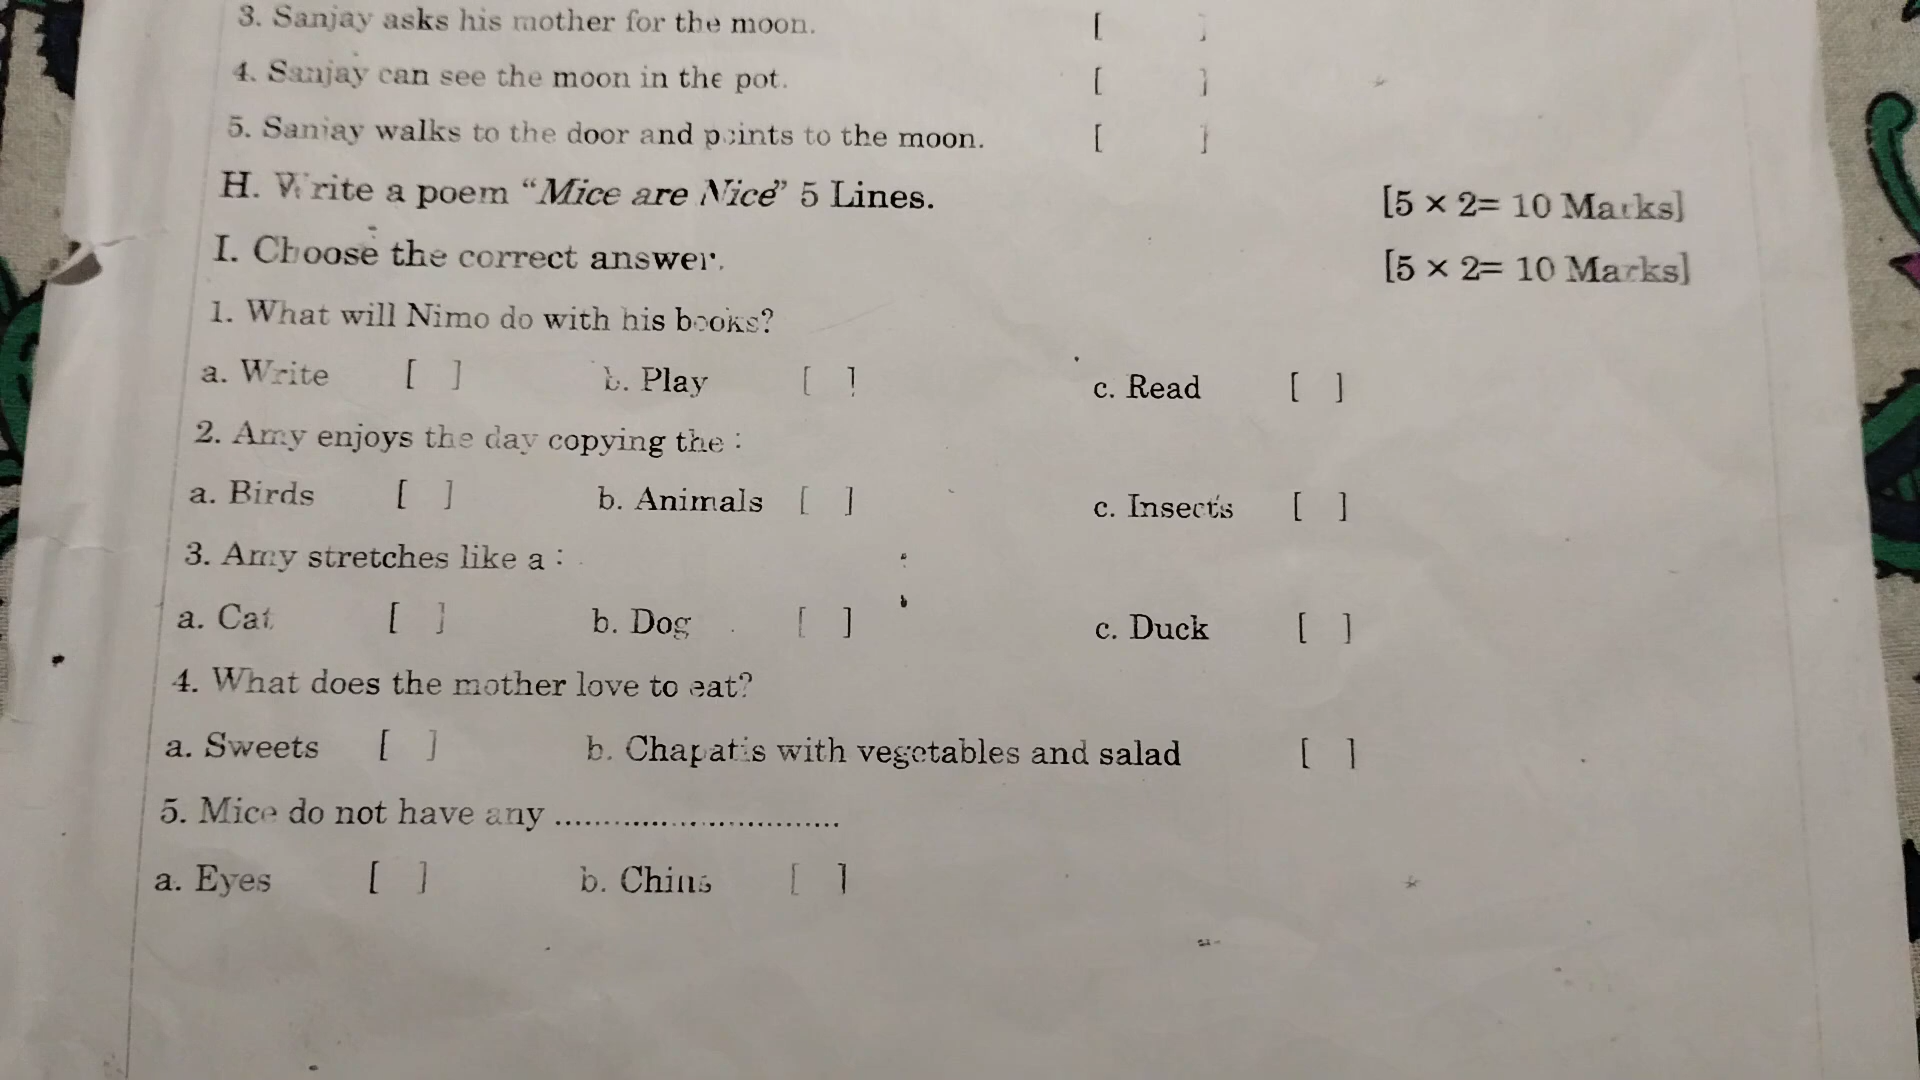 3. Sanjay asks his mother for the moon. [ ]
4. Sanjay can see the moon in the pot. [ ]
5. Sanjay walks to the door and points to the moon. [ ]
H. Write a poem “Mice are Nice” 5 Lines. [5 × 2= 10 Marks]
I. Choose the correct answer. [5 × 2= 10 Marks]
1. What will Nimo do with his books?
a. Write [ ] b. Play [ ] c. Read [ ]
2. Amy enjoys the day copying the :
a. Birds [ ] b. Animals [ ] c. Insects [ ]
3. Amy stretches like a :
a. Cat [ ] b. Dog [ ] c. Duck [ ]
4. What does the mother love to eat?
a. Sweets [ ] b. Chapatis with vegetables and salad [ ]
5. Mice do not have any .............................
a. Eyes [ ] b. Chins [ ]